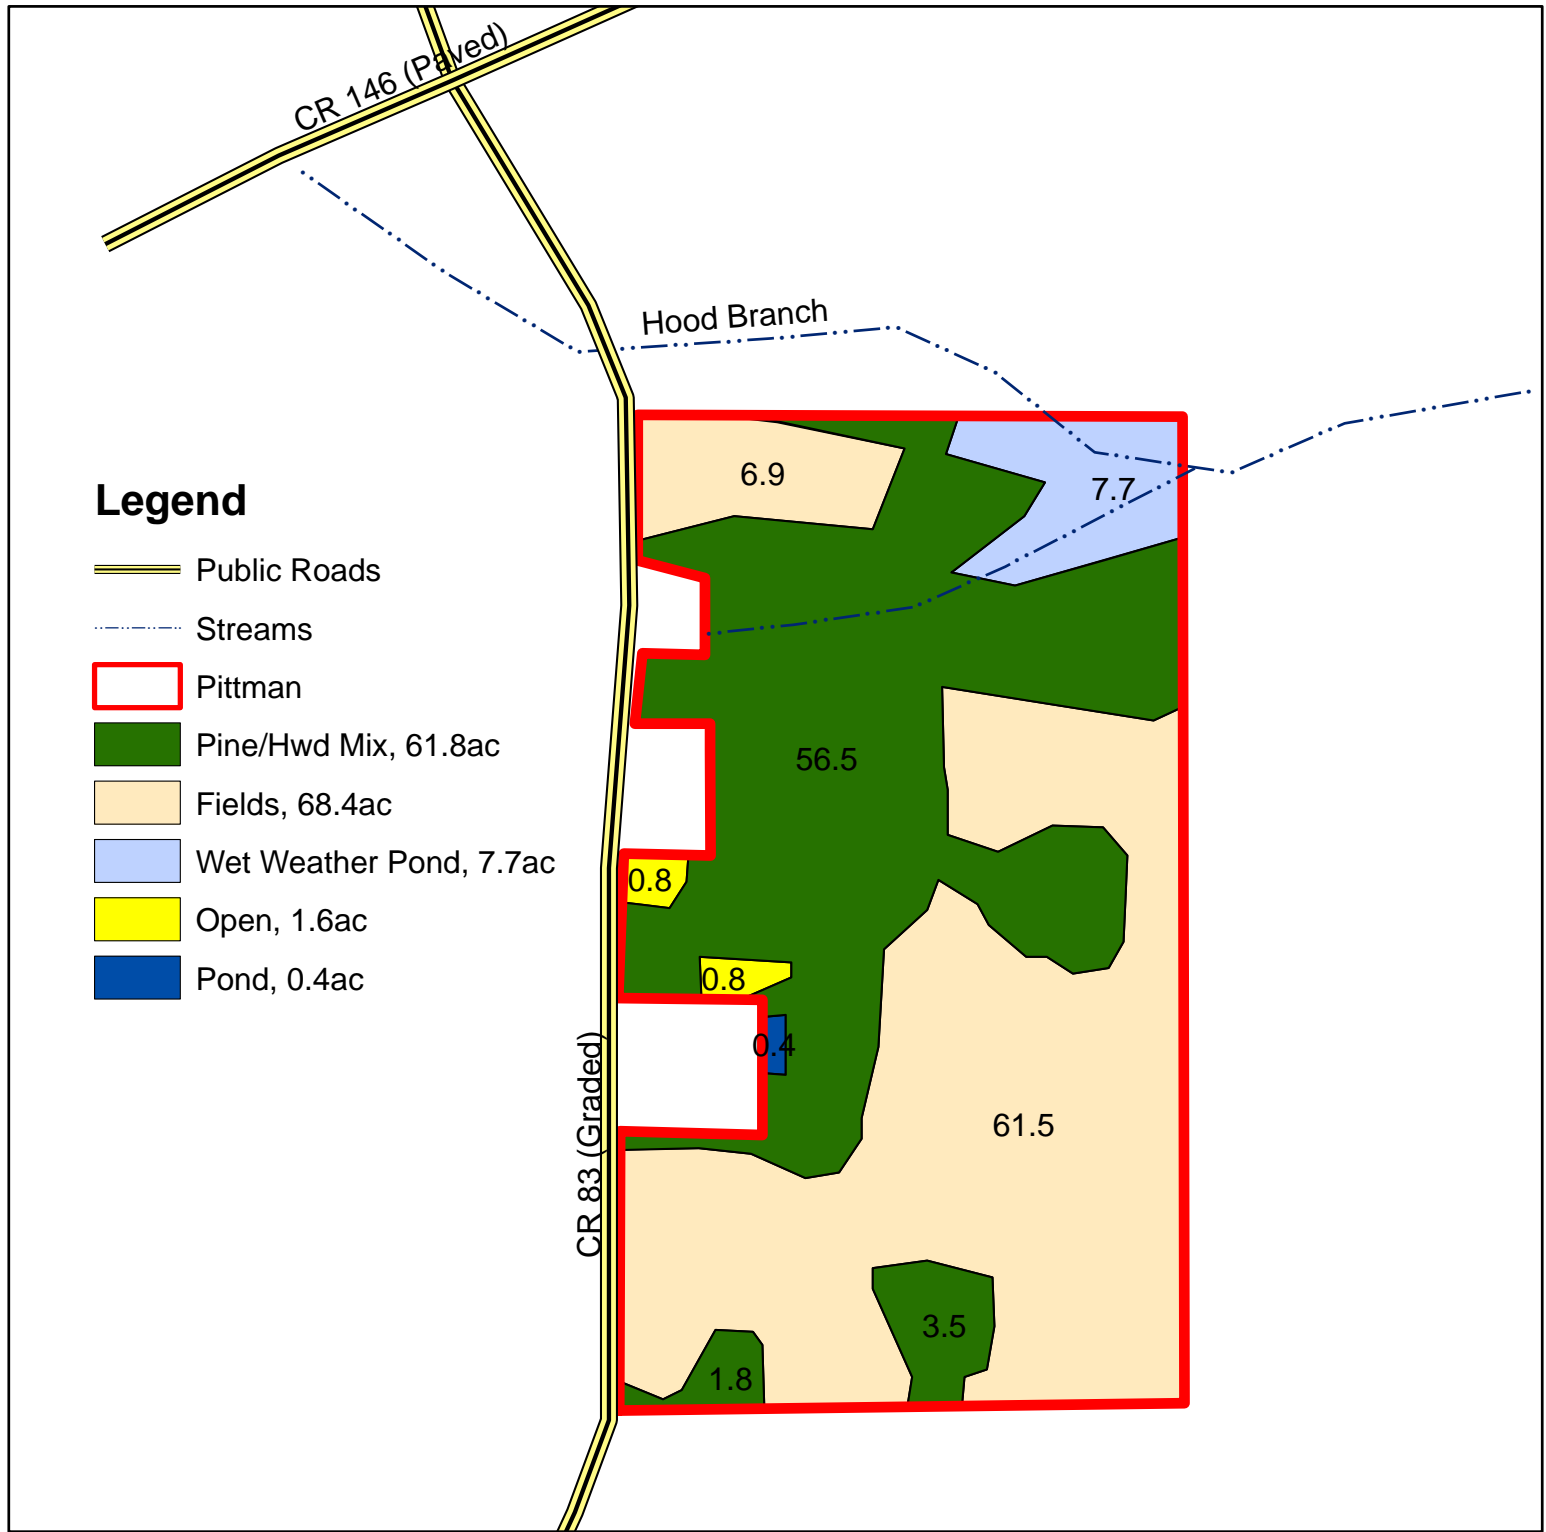 CR 146 (Paved)
Hood Branch
6.9
7.7
Legend
Public Roads
Streams
Pittman
Pine/Hwd Mix, 61.8ac
Fields, 68.4ac
Wet Weather Pond, 7.7ac
Open, 1.6ac
Pond, 0.4ac
56.5
0.8
0.8
0.4
CR 83 (Graded)
61.5
3.5
1.8